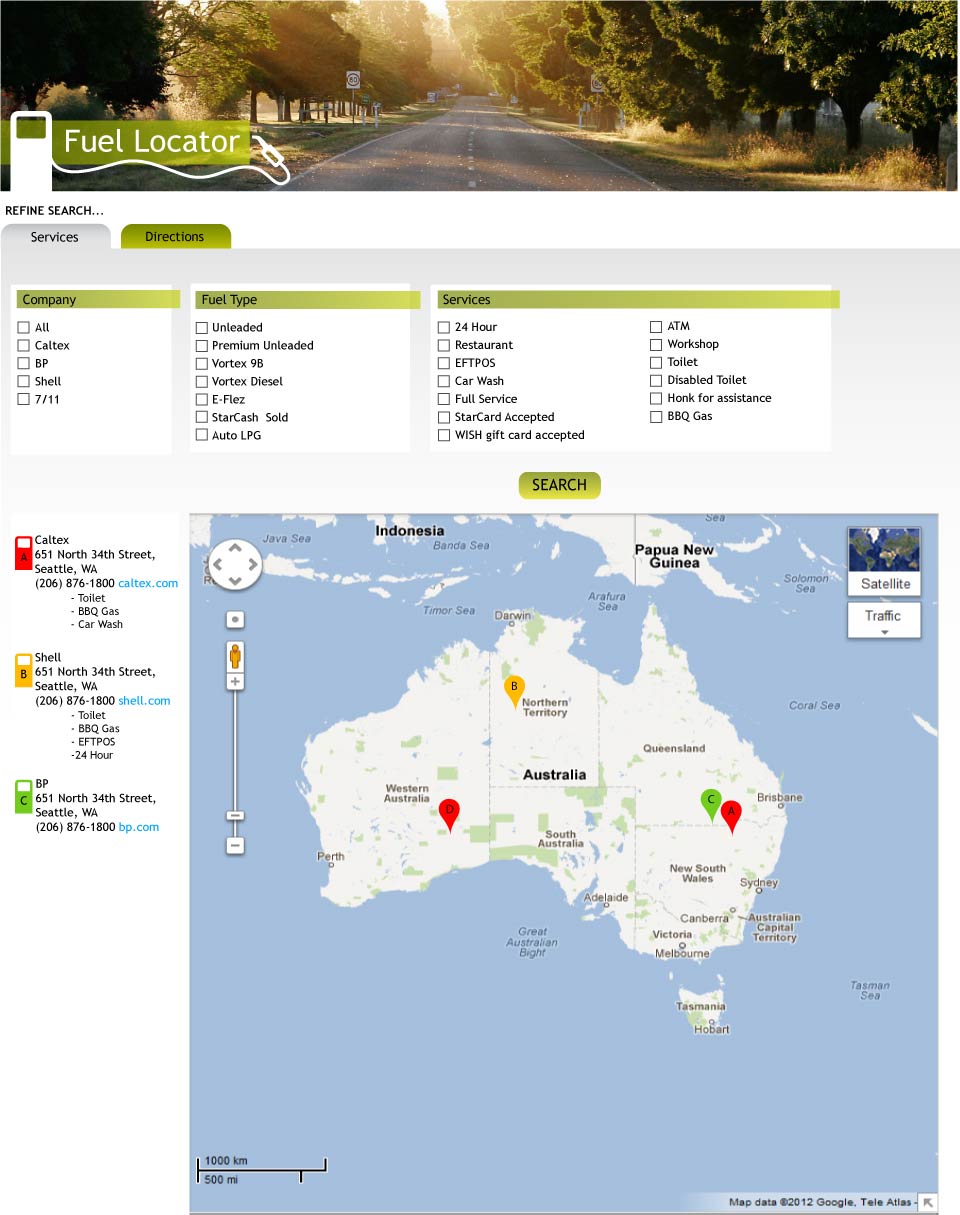 Fuel Locator
REFINE SEARCH...
Services
Directions
Company
All
Caltex
BP
Shell
7/11
Fuel Type
Unleaded
Premium Unleaded
Vortex 9B
Vortex Diesel
E-Flez
StarCash Sold
Auto LPG
Services
24 Hour
Restaurant
EFTPOS
Car Wash
Full Service
StarCard Accepted
WISH gift card accepted
ATM
Workshop
Toilet
Disabled Toilet
Honk for assistance
BBQ Gas
SEARCH
A
Caltex
651 North 34th Street,
Seattle, WA
(206) 876-1800 caltex.com
- Toilet
- BBQ Gas
- Car Wash
B
Shell
651 North 34th Street,
Seattle, WA
(206) 876-1800 shell.com
- Toilet
- BBQ Gas
- EFTPOS
-24 Hour
C
BP
651 North 34th Street,
Seattle, WA
(206) 876-1800 bp.com
Java Sea
Indonesia
Banda Sea
Sea
Papua New
Guinea
Solomon
Sea
Arafura
Sea
Timor Sea
Satellite
Traffic
Darwin
B
Northern
Territory
Coral Sea
Queensland
Australia
Western
Australia
D
C
A
Brisbane
South
Australia
Perth
New South
Wales
Sydney
Adelaide
Canberra
Australian
Capital
Territory
Victoria
Melbourne
Great
Australian
Bight
Tasman
Sea
Tasmania
Hobart
1000 km
500 mi
Map data ©2012 Google, Tele Atlas -